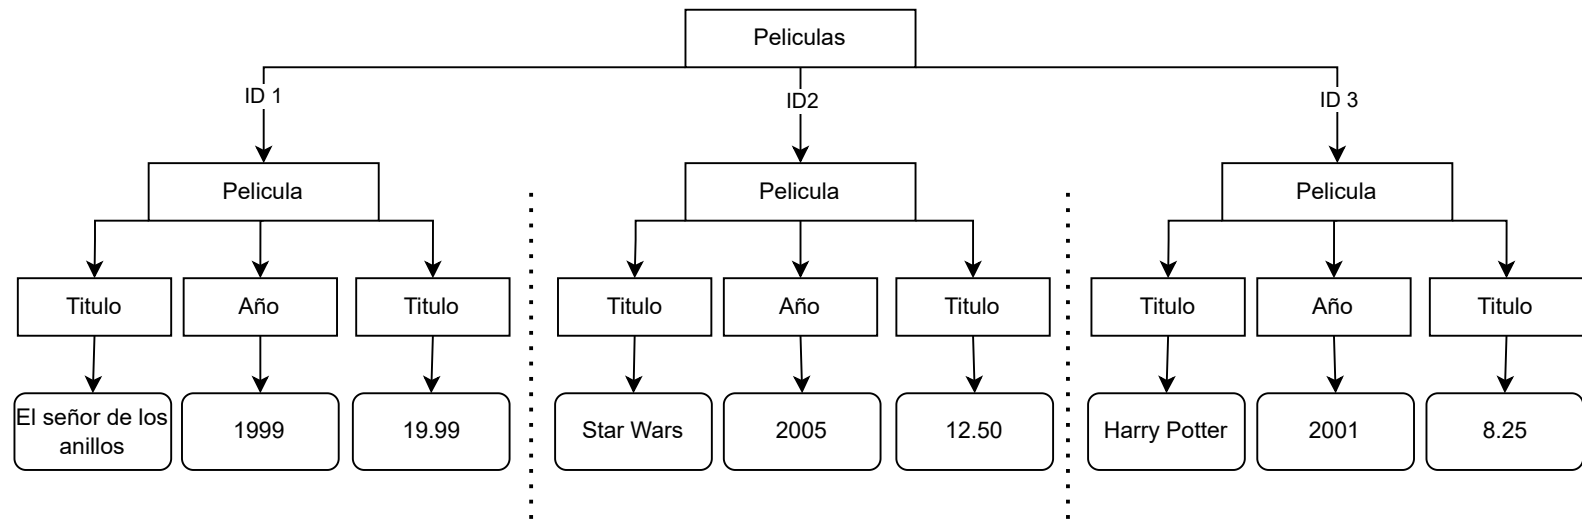 Peliculas
ID 1
ID2
ID 3
Pelicula
Pelicula
Pelicula
Titulo
Año
Titulo
Titulo
Año
Titulo
Titulo
Año
Titulo
El señor de los
anillos
1999
19.99
Star Wars
2005
12.50
Harry Potter
2001
8.25